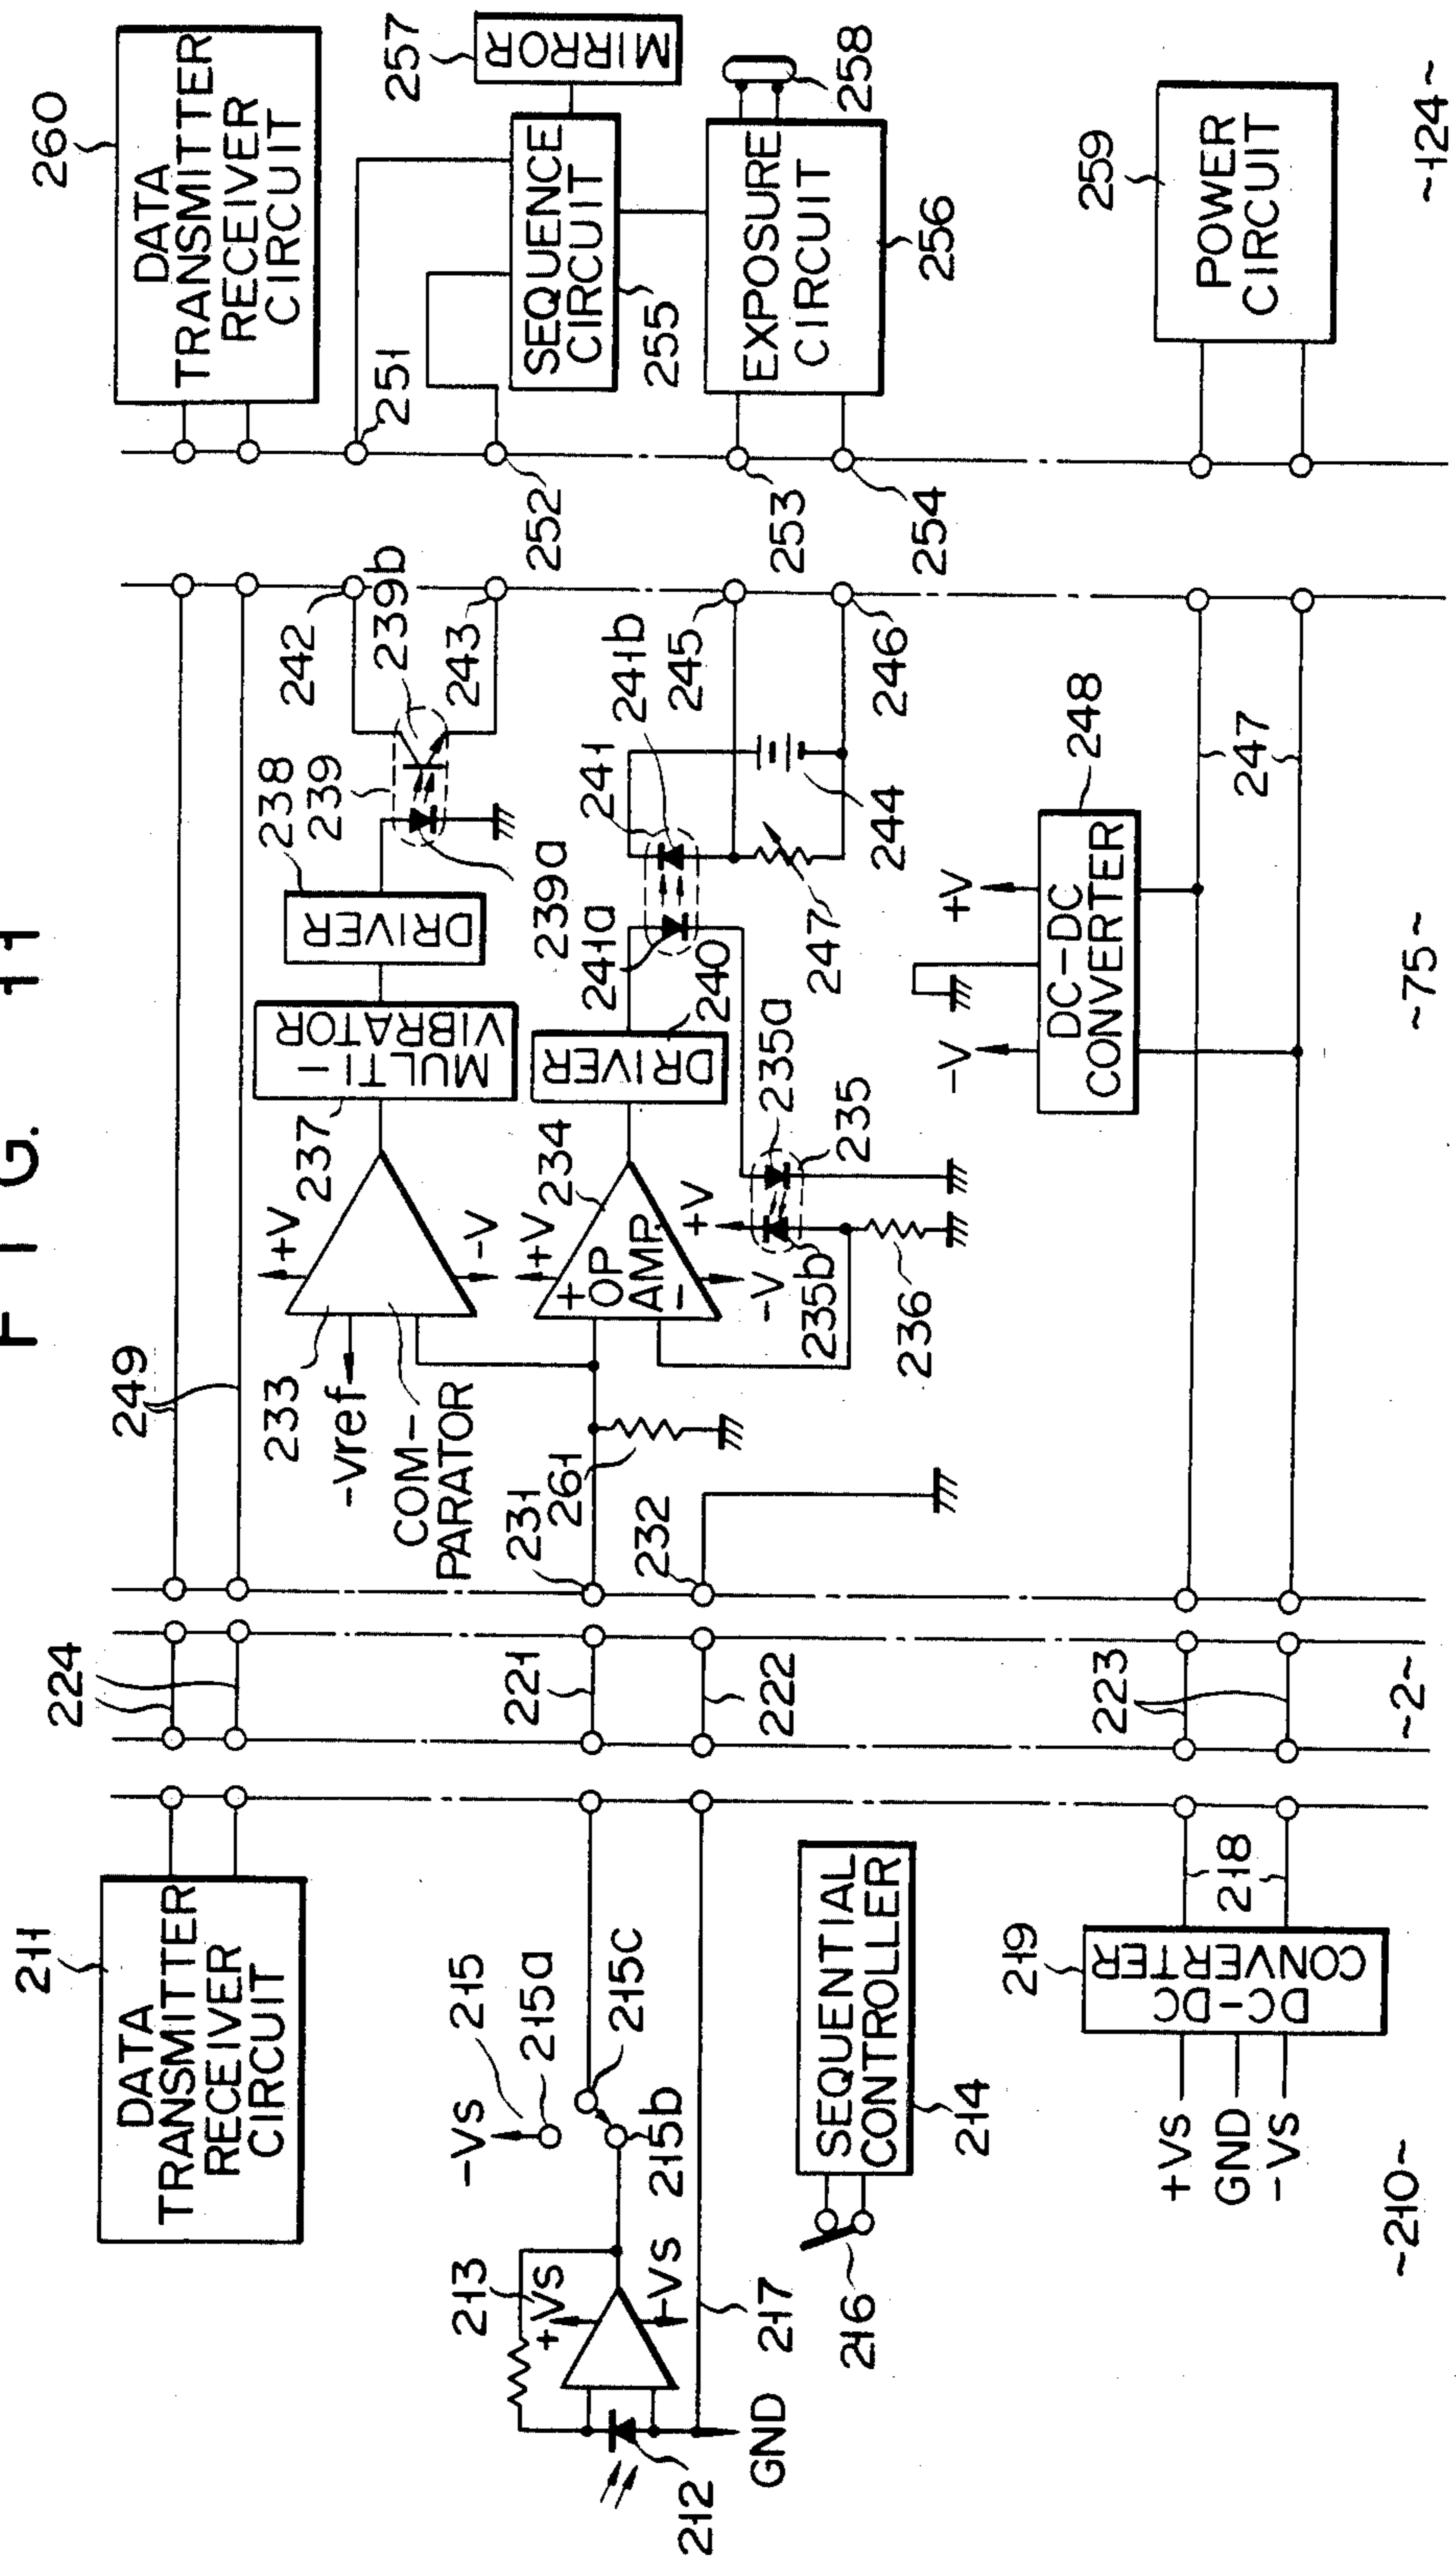 FIG. 11
211
DATA
TRANSMITTER
RECEIVER
CIRCUIT
-Vs
215
215a
215c
215b
213
+Vs
-Vs
212
GND
217
SEQUENTIAL
CONTROLLER
214
216
219
DC-DC
CONVERTER
218
+Vs
GND
-Vs
~210~
224
221
222
223
~2~
249
233
-Vref
COM-
PARATOR
+V
-V
237
MULTI-
VIBRATOR
238
DRIVER
239
239a
239b
242
243
231
261
232
+V
234
+
OP
AMP.
-
-V
240
DRIVER
241a
241
241b
245
246
244
247
+V
235a
235
235b
236
-V
+V
DC-DC
CONVERTER
248
247
~75~
260
DATA
TRANSMITTER
RECEIVER
CIRCUIT
251
252
257
MIRROR
SEQUENCE
CIRCUIT
255
EXPOSURE
CIRCUIT
256
258
253
254
259
POWER
CIRCUIT
~124~